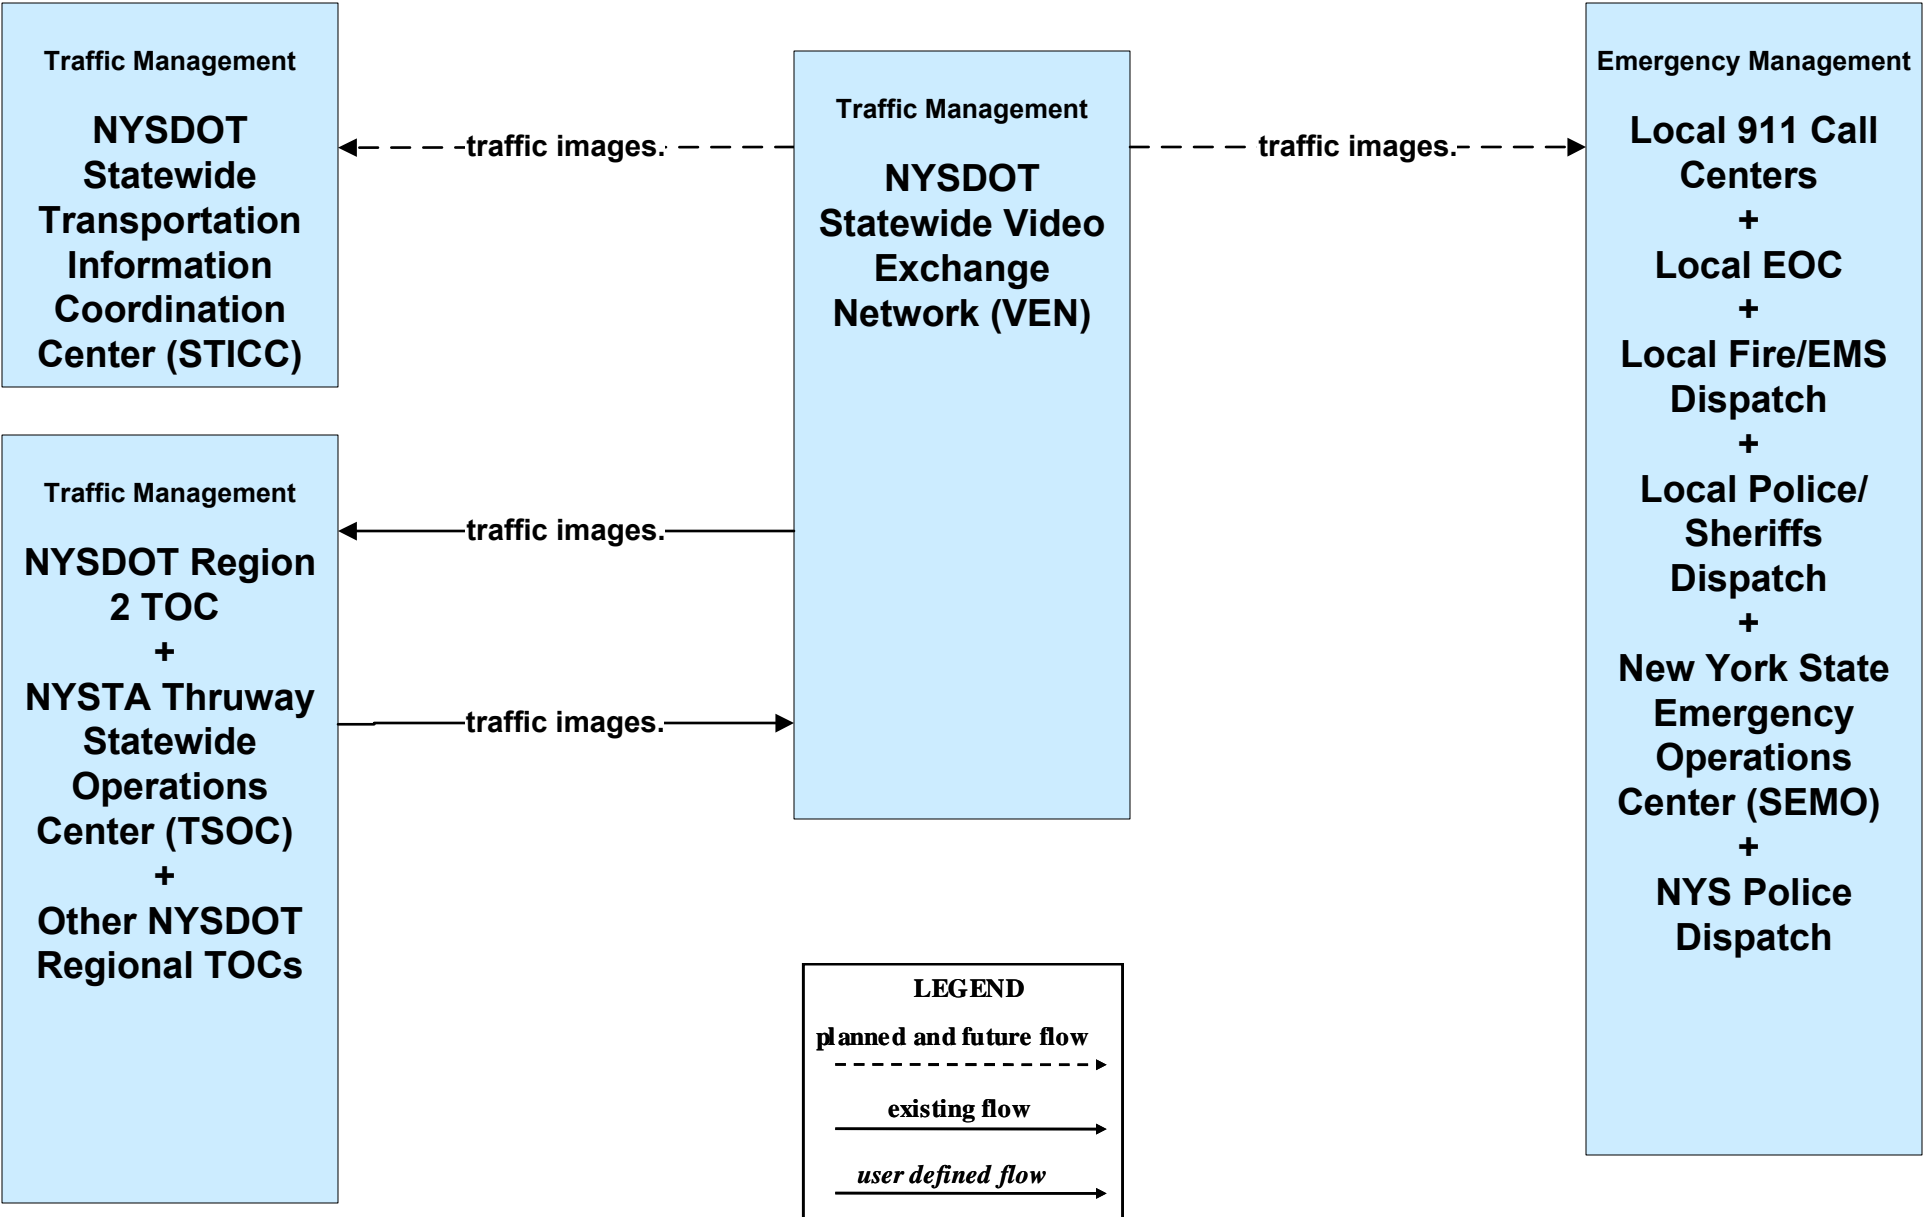 Traffic Management
NYSDOT
Statewide
Transportation
Information
Coordination
Center (STICC)
Traffic Management
NYSDOT Region
2 TOC
+
NYSTA Thruway
Statewide
Operations
Center (TSOC)
+
Other NYSDOT
Regional TOCs
traffic images.
traffic images.
traffic images.
Traffic Management
NYSDOT
Statewide Video
Exchange
Network (VEN)
traffic images.
Emergency Management
Local 911 Call
Centers
+
Local EOC
+
Local Fire/EMS
Dispatch
+
Local Police/
Sheriffs
Dispatch
+
New York State
Emergency
Operations
Center (SEMO)
+
NYS Police
Dispatch
LEGEND
planned and future flow
existing flow
user defined flow